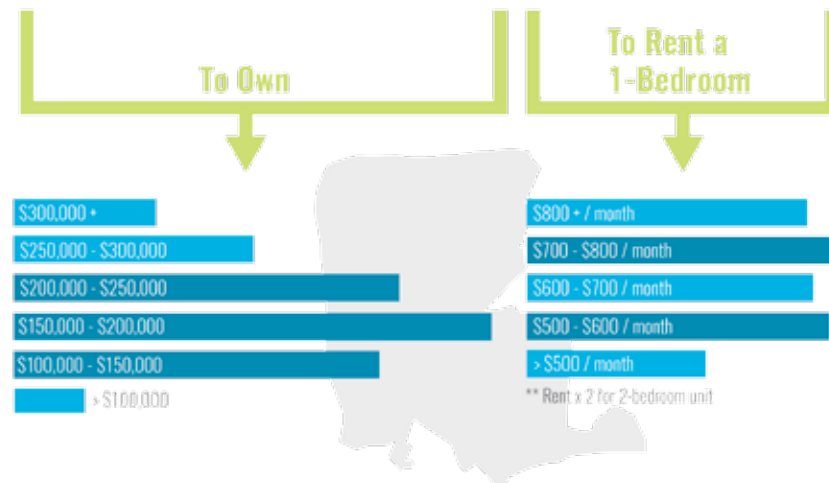 To Own
To Rent a
1-Bedroom
$300,000 +
$250,000 - $300,000
$200,000 - $250,000
$150,000 - $200,000
$100,000 - $150,000
> $100,000
$800 + / month
$700 - $800 / month
$600 - $700 / month
$500 - $600 / month
> $500 / month
** Rent x 2 for 2-bedroom unit